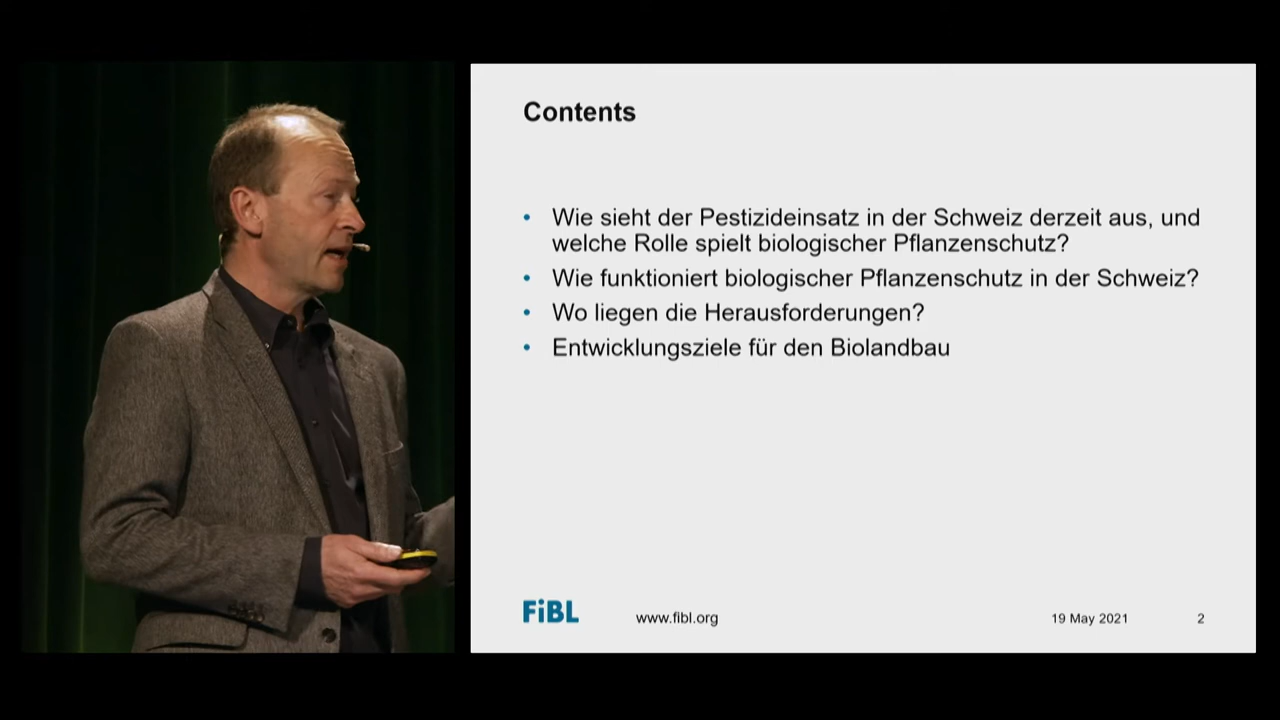 Contents
• Wie sieht der Pestizideinsatz in der Schweiz derzeit aus, und
welche Rolle spielt biologischer Pflanzenschutz?
• Wie funktioniert biologischer Pflanzenschutz in der Schweiz?
• Wo liegen die Herausforderungen?
• Entwicklungsziele für den Biolandbau
FiBL www.fibl.org 19 May 2021 2